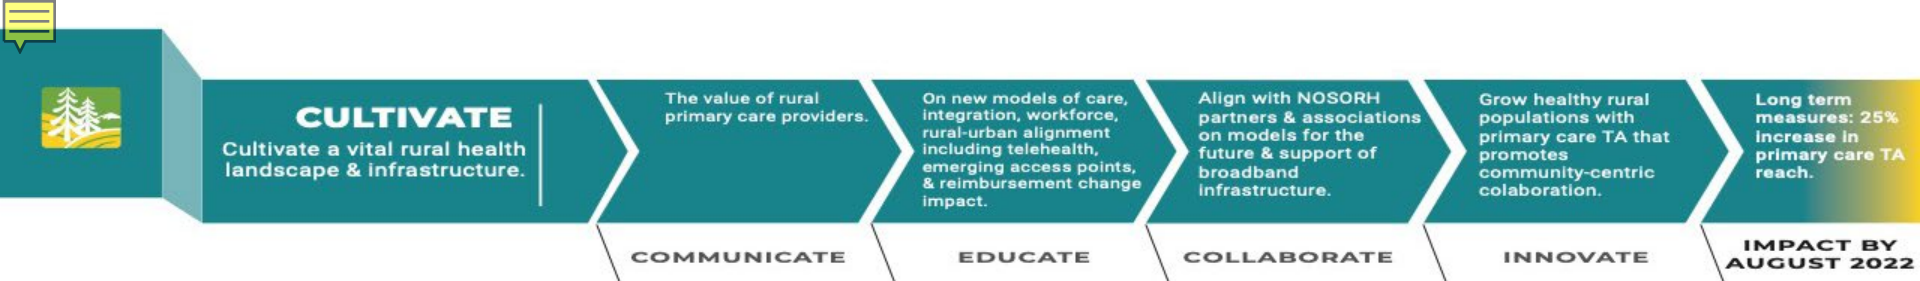 CULTIVATE
Cultivate a vital rural health
landscape & infrastructure.
The value of rural
primary care providers.
On new models of care,
integration, workforce,
rural-urban alignment
including telehealth,
emerging access points,
& reimbursement change
impact.
Align with NOSORH
partners & associations
on models for the
future & support of
broadband
infrastructure.
Grow healthy rural
populations with
primary care TA that
promotes
community-centric
colaboration.
Long term
measures: 25%
increase in
primary care TA
reach.
COMMUNICATE
EDUCATE
COLLABORATE
INNOVATE
IMPACT BY
AUGUST 2022